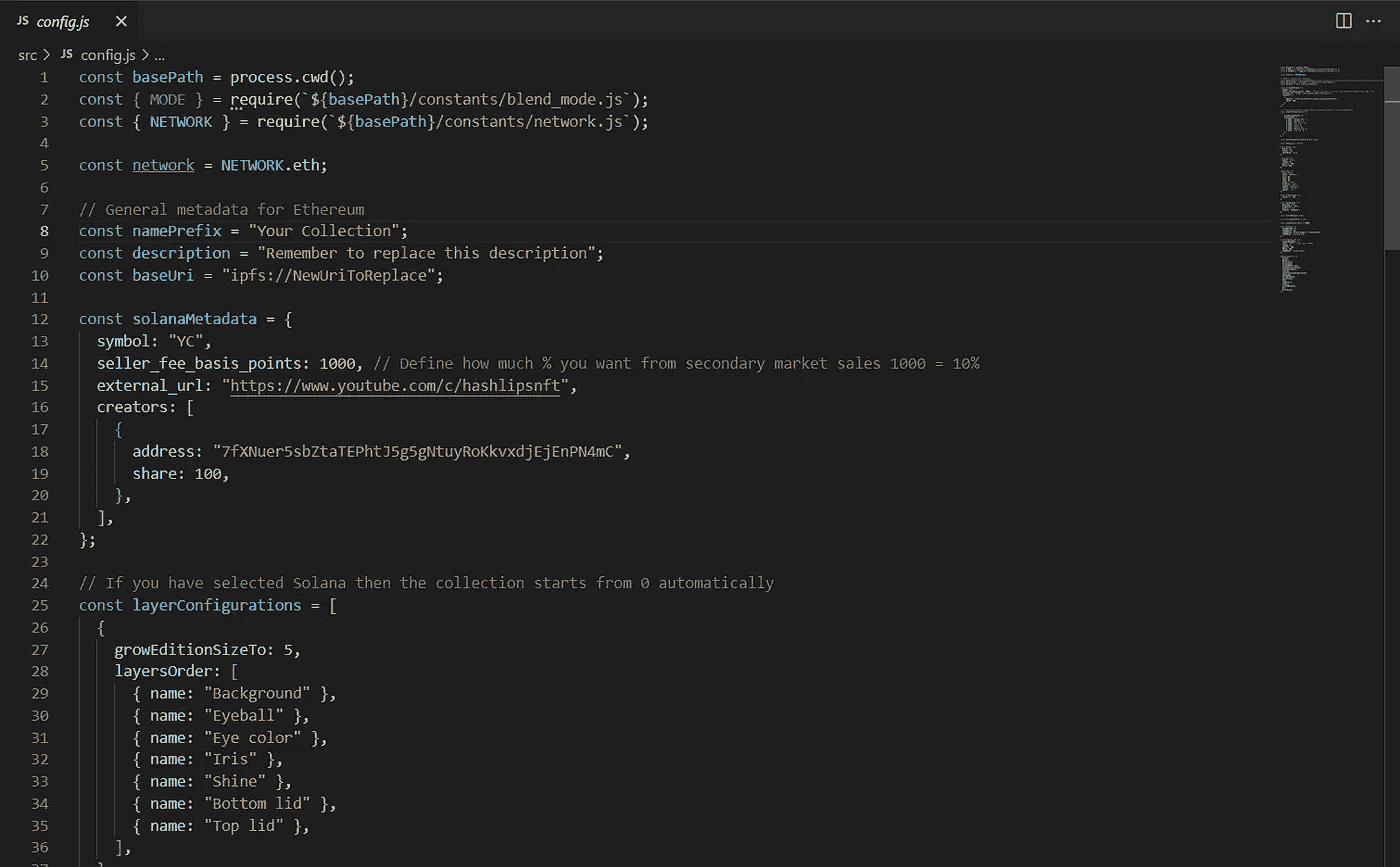 JS config.js ×
src > JS config.js > ...
1 const basePath = process.cwd();
2 const { MODE } = require(`${basePath}/constants/blend_mode.js`);
3 const { NETWORK } = require(`${basePath}/constants/network.js`);
4
5 const network = NETWORK.eth;
6
7 // General metadata for Ethereum
8 const namePrefix = "Your Collection";
9 const description = "Remember to replace this description";
10 const baseUri = "ipfs://NewUriToReplace";
11
12 const solanaMetadata = {
13 symbol: "YC",
14 seller_fee_basis_points: 1000, // Define how much % you want from secondary market sales 1000 = 10%
15 external_url: "https://www.youtube.com/c/hashlipsnft",
16 creators: [
17 {
18 address: "7fXNuer5sbZtaTEPhtJ5g5gNtuyRoKkvxdjEjEnPN4mC",
19 share: 100,
20 },
21 ],
22 };
23
24 // If you have selected Solana then the collection starts from 0 automatically
25 const layerConfigurations = [
26 {
27 growEditionSizeTo: 5,
28 layersOrder: [
29 { name: "Background" },
30 { name: "Eyeball" },
31 { name: "Eye color" },
32 { name: "Iris" },
33 { name: "Shine" },
34 { name: "Bottom lid" },
35 { name: "Top lid" },
36 ],